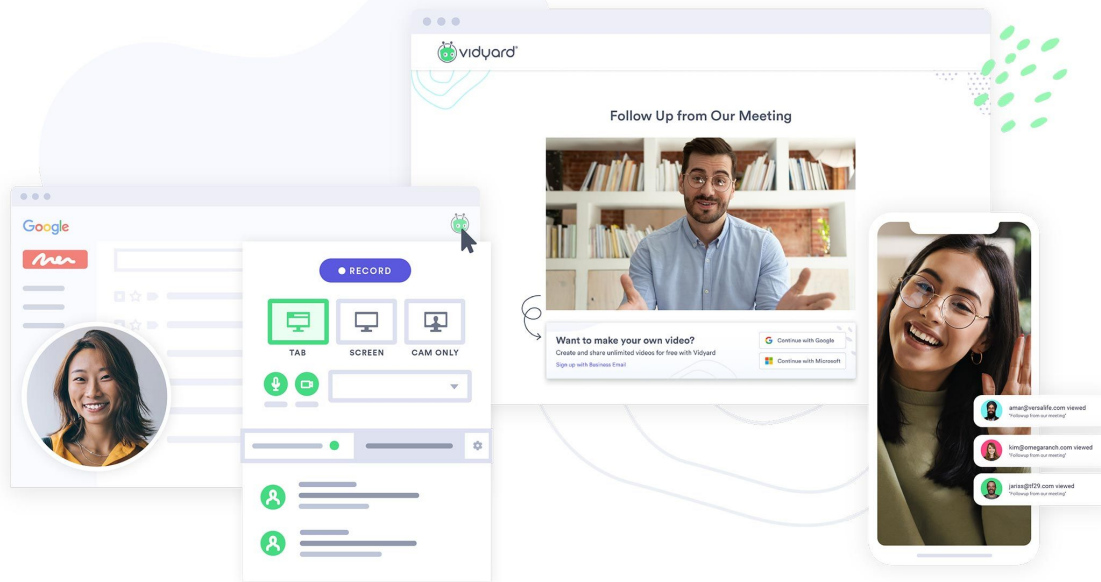 vidyard
Follow Up from Our Meeting
Want to make your own video?
Create and share unlimited videos for free with Vidyard
Sign up with Business Email
Continue with Google
Continue with Microsoft
Google
RECORD
TAB
SCREEN
CAM ONLY
amar@versalife.com viewed
"Followup from our meeting"
kim@omegaranch.com viewed
"Followup from our meeting"
jariss@tf29.com viewed
"Followup from our meeting"